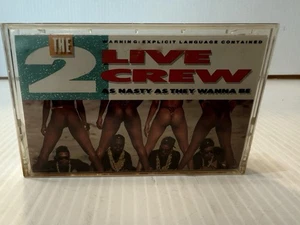 THE
WARNING: EXPLICIT LANGUAGE CONTAINED
2 LIVE
CREW
AS NASTY AS THEY WANNA BE